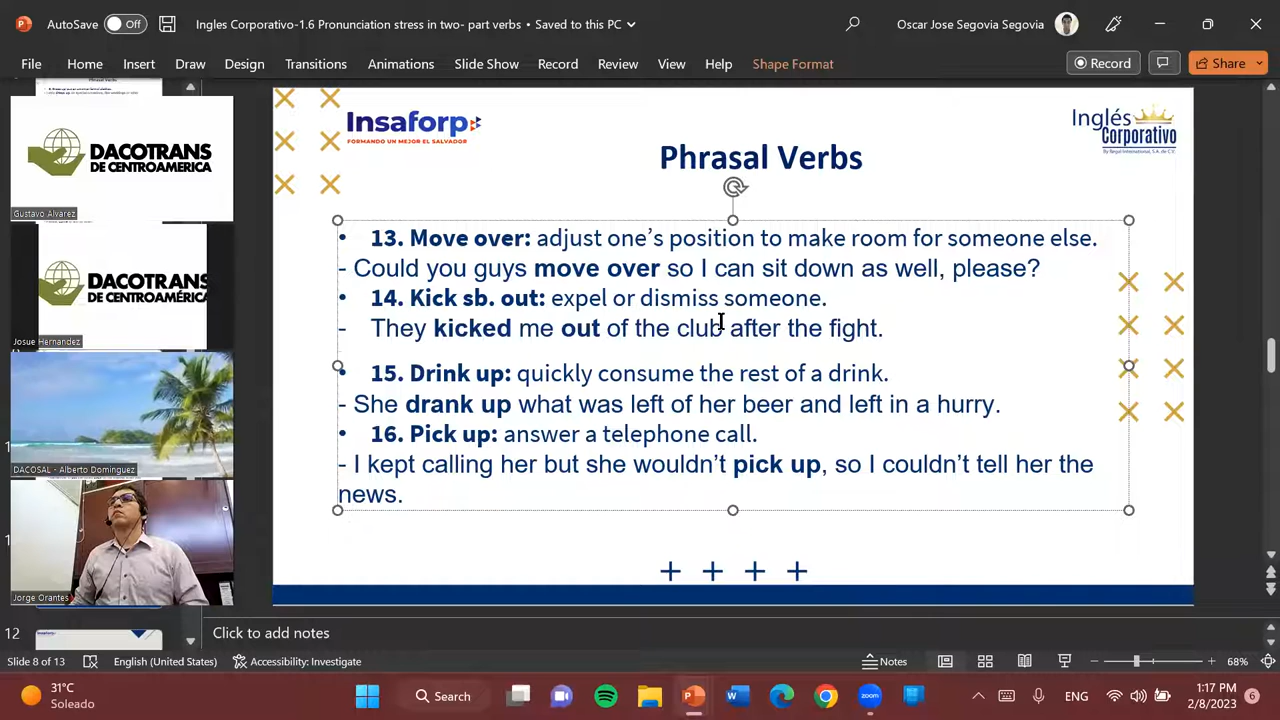 AutoSave Off Ingles Corporativo-1.6 Pronunciation stress in two- part verbs • Saved to this PC Oscar Jose Segovia Segovia
File Home Insert Draw Design Transitions Animations Slide Show Record Review View Help Shape Format Record Share
DACOTRANS
DE CENTROAMERICA
Gustavo Alvarez
DACOTRANS
DE CENTROAMÉRICA
Josue Hernandez
DACOSAL - Alberto Dominguez
Jorge Orantes
12
Insaforp
FORMANDO UN MEJOR EL SALVADOR
Inglés
Corporativo
By Regal International, S.A. de C.V.
Phrasal Verbs
• 13. Move over: adjust one’s position to make room for someone else.
- Could you guys move over so I can sit down as well, please?
• 14. Kick sb. out: expel or dismiss someone.
- They kicked me out of the club after the fight.
• 15. Drink up: quickly consume the rest of a drink.
- She drank up what was left of her beer and left in a hurry.
• 16. Pick up: answer a telephone call.
- I kept calling her but she wouldn’t pick up, so I couldn’t tell her the
news.
Click to add notes
Slide 8 of 13 English (United States) Accessibility: Investigate Notes 68%
31°C
Soleado
Search
zoom
ENG
1:17 PM
2/8/2023
6